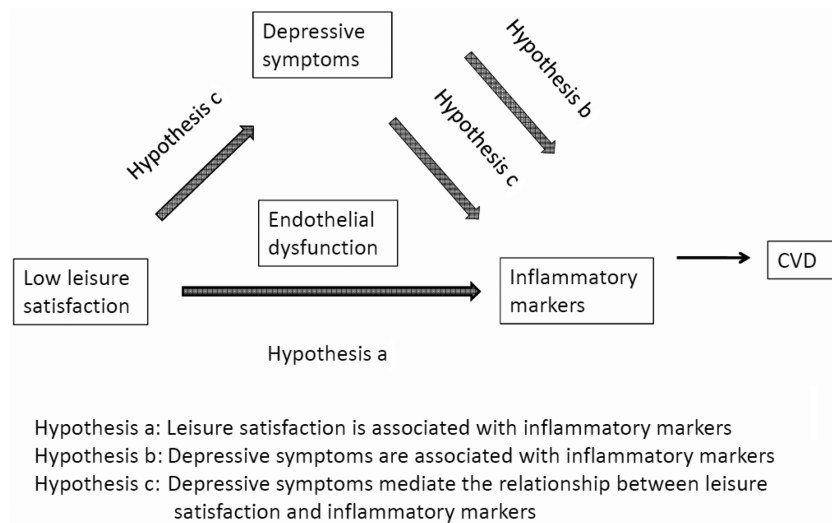 Depressive
symptoms
Hypothesis b
Hypothesis c
Hypothesis c
Endothelial
dysfunction
Low leisure
satisfaction
Inflammatory
markers
CVD
Hypothesis a
Hypothesis a: Leisure satisfaction is associated with inflammatory markers
Hypothesis b: Depressive symptoms are associated with inflammatory markers
Hypothesis c: Depressive symptoms mediate the relationship between leisure
satisfaction and inflammatory markers